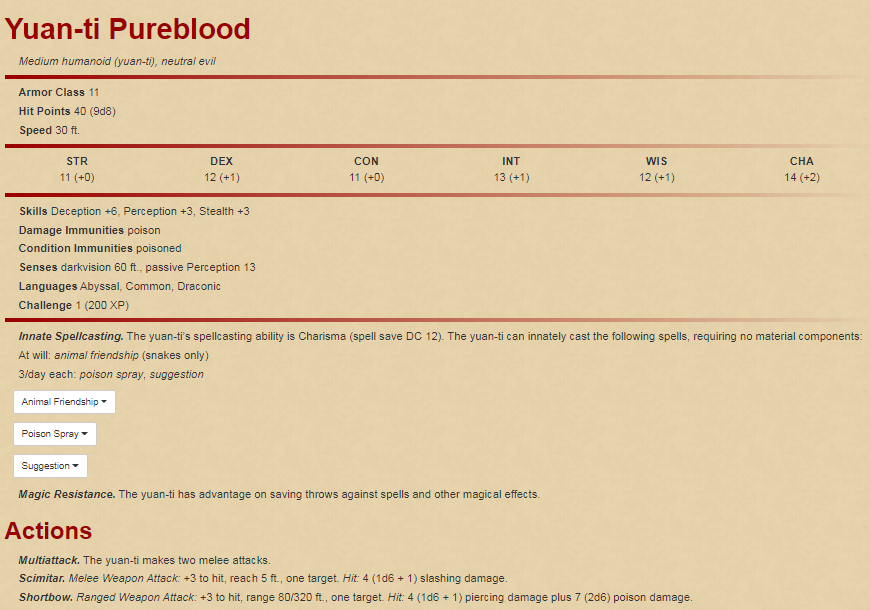 Yuan-ti Pureblood
Medium humanoid (yuan-ti), neutral evil
Armor Class 11
Hit Points 40 (9d8)
Speed 30 ft.
STR DEX CON INT WIS CHA
11 (+0) 12 (+1) 11 (+0) 13 (+1) 12 (+1) 14 (+2)
Skills Deception +6, Perception +3, Stealth +3
Damage Immunities poison
Condition Immunities poisoned
Senses darkvision 60 ft., passive Perception 13
Languages Abyssal, Common, Draconic
Challenge 1 (200 XP)
Innate Spellcasting. The yuan-ti's spellcasting ability is Charisma (spell save DC 12). The yuan-ti can innately cast the following spells, requiring no material components:
At will: animal friendship (snakes only)
3/day each: poison spray, suggestion
Animal Friendship
Poison Spray
Suggestion
Magic Resistance. The yuan-ti has advantage on saving throws against spells and other magical effects.
Actions
Multiattack. The yuan-ti makes two melee attacks.
Scimitar. Melee Weapon Attack: +3 to hit, reach 5 ft., one target. Hit: 4 (1d6 + 1) slashing damage.
Shortbow. Ranged Weapon Attack: +3 to hit, range 80/320 ft., one target. Hit: 4 (1d6 + 1) piercing damage plus 7 (2d6) poison damage.